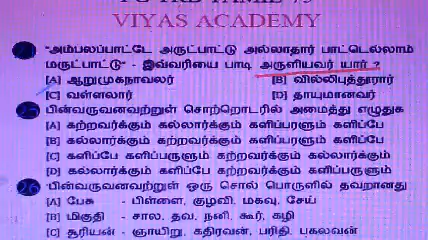 VIYAS ACADEMY
"அம்பலப்பாட்டே அருட்பாட்டு அல்லாதார் பாட்டெல்லாம்
மருட்பாட்டு" - இவ்வரியை பாடி அருளியவர் யார் ?
[A] ஆறுமுகநாவலர் [B] வில்லிபுத்தூரார்
[C] வள்ளலார் [D] தாயுமானவர்
பின்வருவனவற்றுள் சொற்றொடரில் அமைத்து எழுதுக
[A] கற்றவர்க்கும் கல்லார்க்கும் களிப்பரளும் களிப்பே
[B] கல்லார்க்கும் கற்றவர்க்கும் களிப்பருளும் களிப்பே
[C] களிப்பே களிப்பருளும் கற்றவர்க்கும் கல்லார்க்கும்
[D] கல்லார்க்கும் கற்றவர்க்கும் களிப்பே களிப்பருளும்
26 பின்வருவனவற்றுள் ஒரு சொல் பொருளில் தவறானது
[A] பேசு - பிள்ளை, குழவி, மகவு, சேய்
[B] மிகுதி - சால, தவ, நனி, கூர், கழி
[C] சூரியன் - ஞாயிறு, கதிரவன், பரிதி, பகலவன்